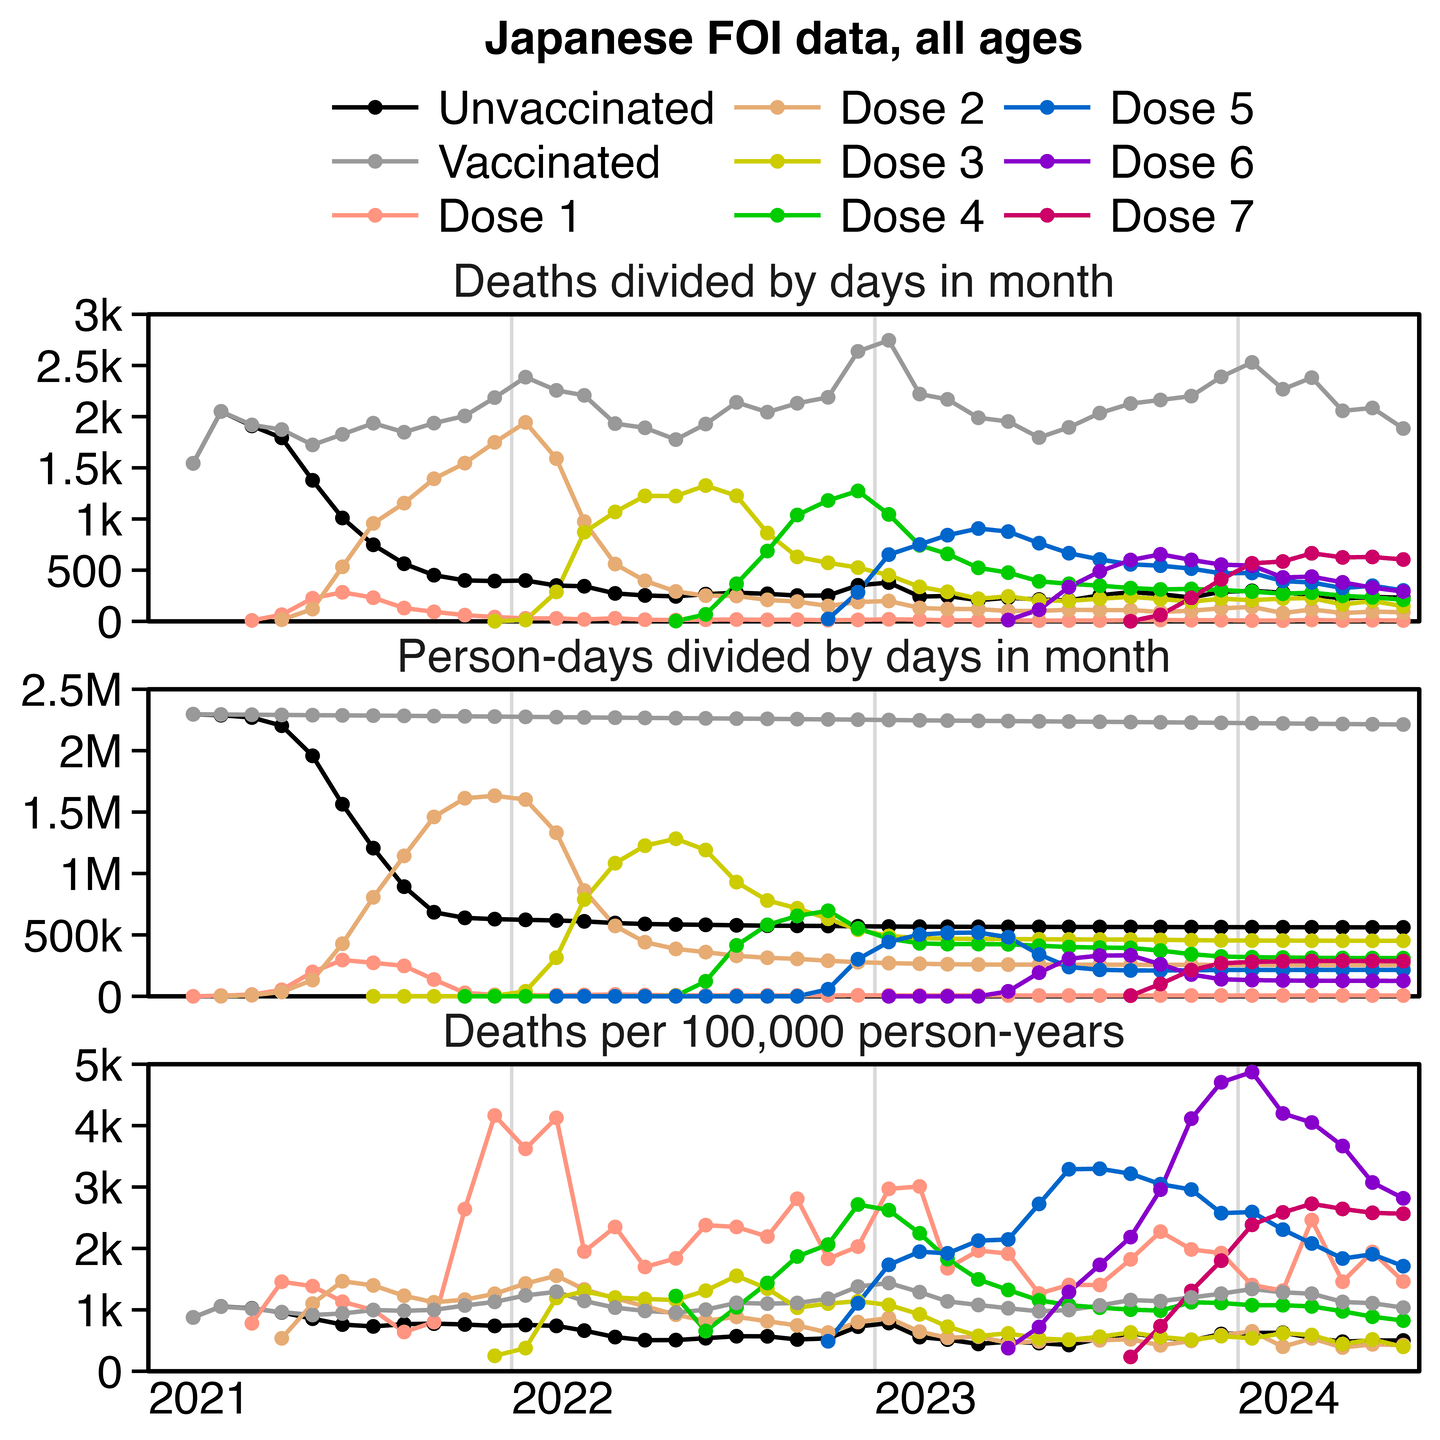 Japanese FOI data, all ages
Unvaccinated Dose 2 Dose 5
Vaccinated Dose 3 Dose 6
Dose 1 Dose 4 Dose 7
Deaths divided by days in month
3k
2.5k
2k
1.5k
1k
500
0
Person-days divided by days in month
2.5M
2M
1.5M
1M
500k
0
Deaths per 100,000 person-years
5k
4k
3k
2k
1k
0
2021 2022 2023 2024